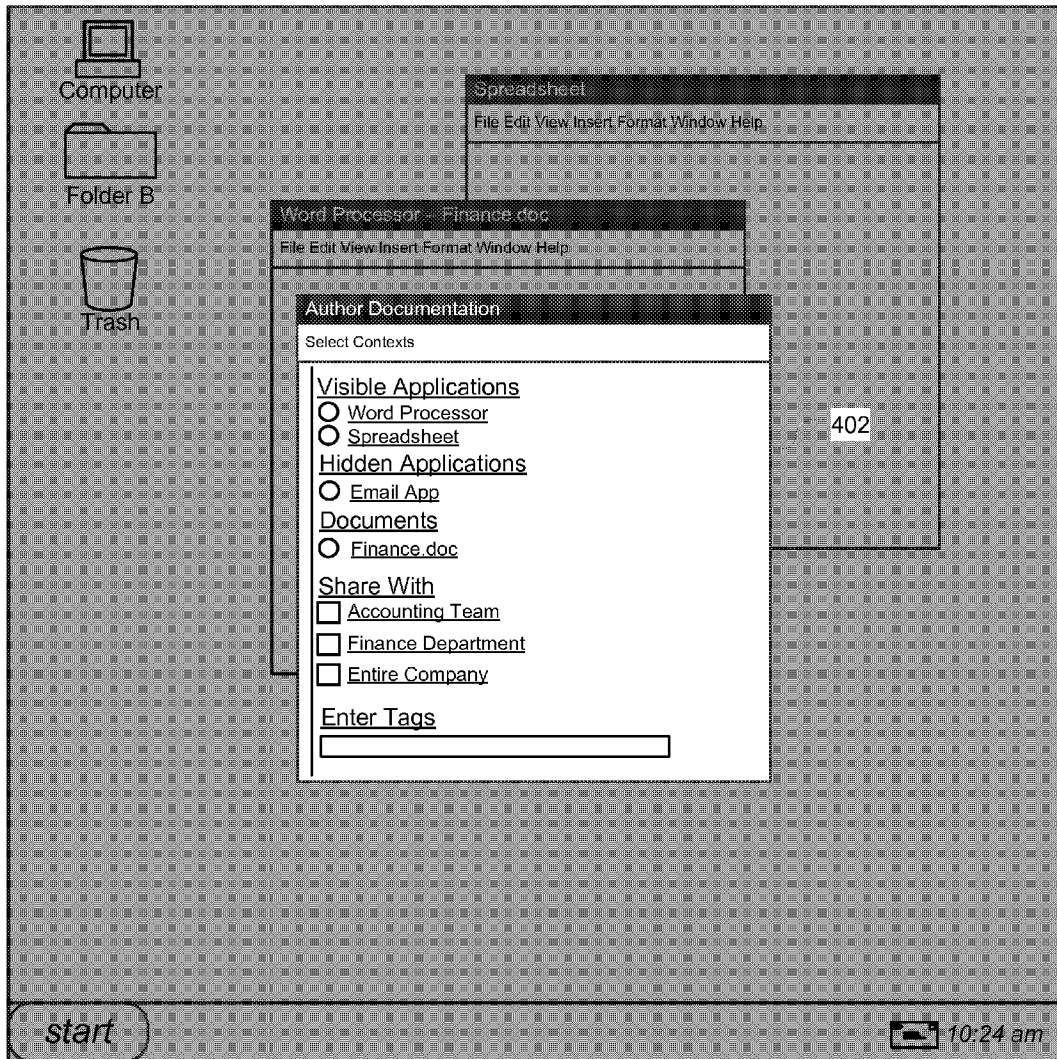 Computer
Folder B
Trash
Spreadsheet
File Edit View Insert Format Window Help
Word Processor – Finance.doc
File Edit View Insert Format Window Help
Author Documentation
Select Contexts
Visible Applications
Word Processor
Spreadsheet
Hidden Applications
Email App
Documents
Finance.doc
Share With
Accounting Team
Finance Department
Entire Company
Enter Tags
402
start
10:24 am